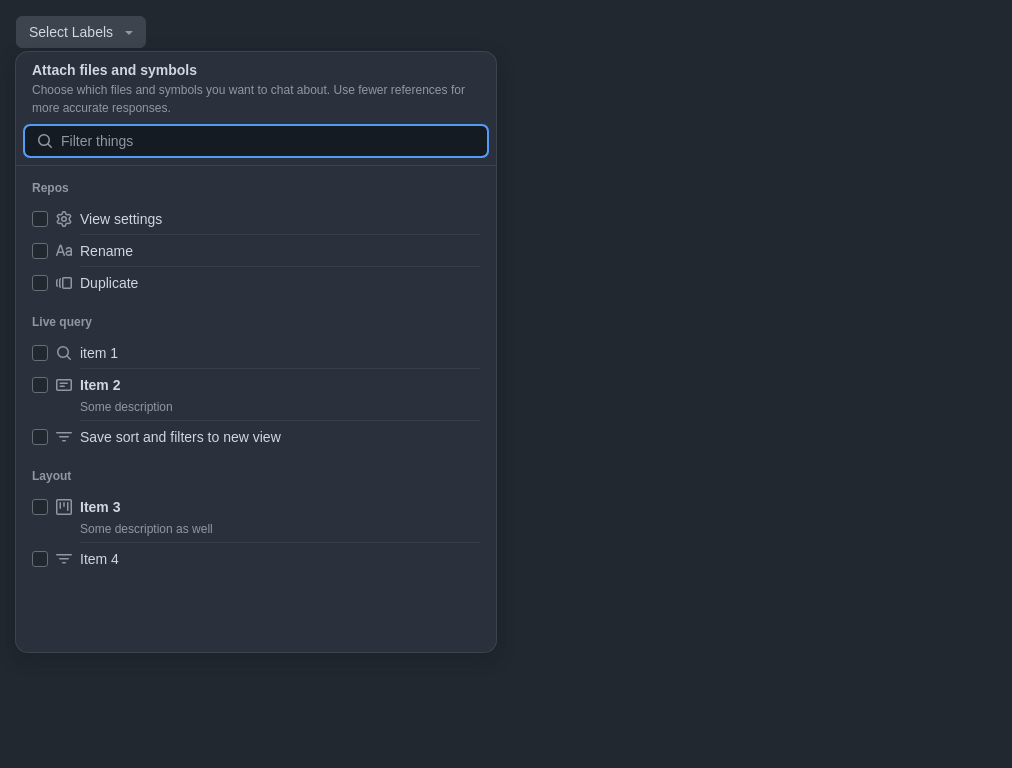 Select Labels
Attach files and symbols
Choose which files and symbols you want to chat about. Use fewer references for
more accurate responses.
Filter things
Repos
View settings
Rename
Duplicate
Live query
item 1
Item 2
Some description
Save sort and filters to new view
Layout
Item 3
Some description as well
Item 4